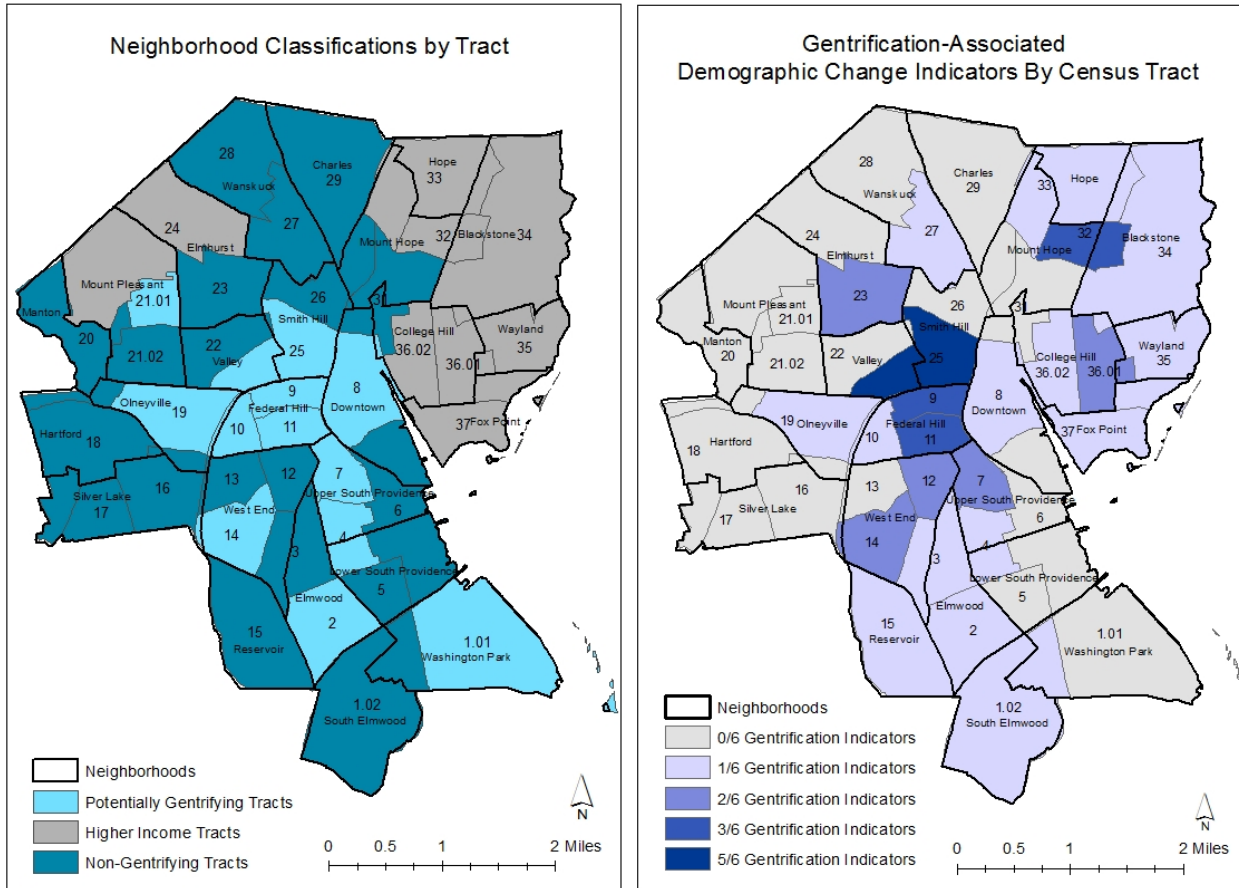 Neighborhood Classifications by Tract
28
Charles
29
Wanskuck
27
Hope
33
24
Elmhurst
32
Blackstone
34
Mount Hope
Mount Pleasant
21.01
23
26
31
Manton
20
Smith Hill
College Hill
36.02
Wayland
35
21.02
22
Valley
25
36.01
Olneyville
19
9
Federal Hill
8
Downtown
10
11
37
Fox Point
Hartford
18
13
12
7
Upper South Providence
Silver Lake
16
17
West End
6
14
3
4
Lower South Providence
5
Elmwood
2
15
Reservoir
1.01
Washington Park
1.02
South Elmwood
Neighborhoods
Potentially Gentrifying Tracts
Higher Income Tracts
Non-Gentrifying Tracts
N
0 0.5 1 2 Miles
Gentrification-Associated
Demographic Change Indicators By Census Tract
28
Charles
29
Wanskuck
27
Hope
33
24
Elmhurst
32
Blackstone
34
Mount Hope
Mount Pleasant
21.01
23
26
31
Manton
20
Smith Hill
College Hill
36.02
Wayland
35
21.02
22
Valley
25
36.01
19
Olneyville
9
Federal Hill
8
Downtown
10
11
37
Fox Point
Hartford
18
13
12
7
Upper South Providence
Silver Lake
16
17
West End
6
14
3
4
Lower South Providence
5
Elmwood
2
15
Reservoir
1.01
Washington Park
1.02
South Elmwood
Neighborhoods
0/6 Gentrification Indicators
1/6 Gentrification Indicators
2/6 Gentrification Indicators
3/6 Gentrification Indicators
5/6 Gentrification Indicators
N
0 0.5 1 2 Miles